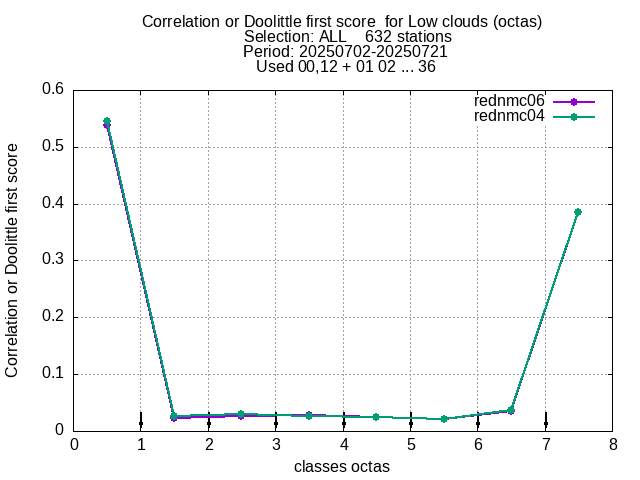 Correlation or Doolittle first score  for Low clouds (octas)
Selection: ALL    632 stations
Period: 20250702-20250721
Used 00,12 + 01 02 ... 36
rednmc06
rednmc04
Correlation or Doolittle first score
0.6
0.5
0.4
0.3
0.2
0.1
0
0 1 2 3 4 5 6 7 8
classes octas